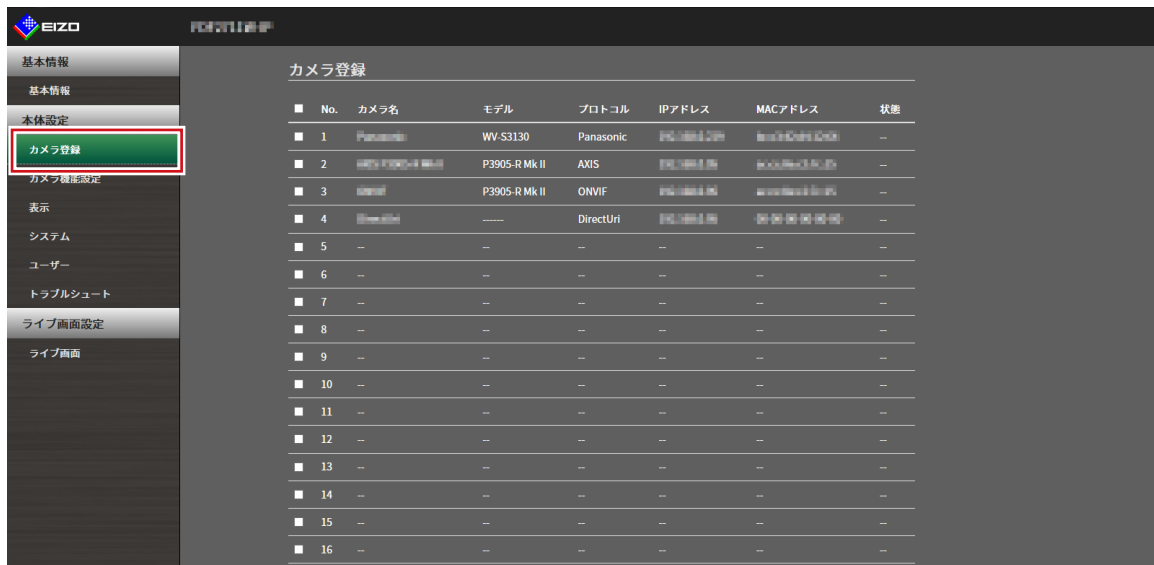 EIZO
基本情報
基本情報
本体設定
カメラ登録
カメラ機能設定
表示
システム
ユーザー
トラブルシュート
ライブ画面設定
ライブ画面
カメラ登録
No. カメラ名 モデル プロトコル IPアドレス MACアドレス 状態
1 WV-S3130 Panasonic --
2 P3905-R Mk II AXIS --
3 P3905-R Mk II ONVIF --
4 ------ DirectUri --
5 -- -- -- -- -- --
6 -- -- -- -- -- --
7 -- -- -- -- -- --
8 -- -- -- -- -- --
9 -- -- -- -- -- --
10 -- -- -- -- -- --
11 -- -- -- -- -- --
12 -- -- -- -- -- --
13 -- -- -- -- -- --
14 -- -- -- -- -- --
15 -- -- -- -- -- --
16 -- -- -- -- -- --